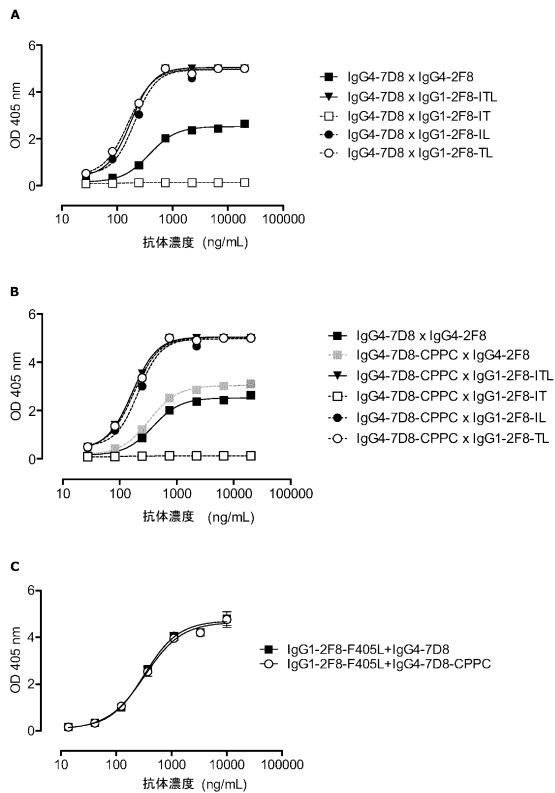 A
6
4
2
0
OD 405 nm
10 100 1000 10000 100000
抗体濃度 (ng/mL)
IgG4-7D8 x IgG4-2F8
IgG4-7D8 x IgG1-2F8-ITL
IgG4-7D8 x IgG1-2F8-IT
IgG4-7D8 x IgG1-2F8-IL
IgG4-7D8 x IgG1-2F8-TL
B
6
4
2
0
OD 405 nm
10 100 1000 10000 100000
抗体濃度 (ng/mL)
IgG4-7D8 x IgG4-2F8
IgG4-7D8-CPPC x IgG4-2F8
IgG4-7D8-CPPC x IgG1-2F8-ITL
IgG4-7D8-CPPC x IgG1-2F8-IT
IgG4-7D8-CPPC x IgG1-2F8-IL
IgG4-7D8-CPPC x IgG1-2F8-TL
C
6
4
2
0
OD 405 nm
10 100 1000 10000 100000
抗体濃度 (ng/mL)
IgG1-2F8-F405L+IgG4-7D8
IgG1-2F8-F405L+IgG4-7D8-CPPC